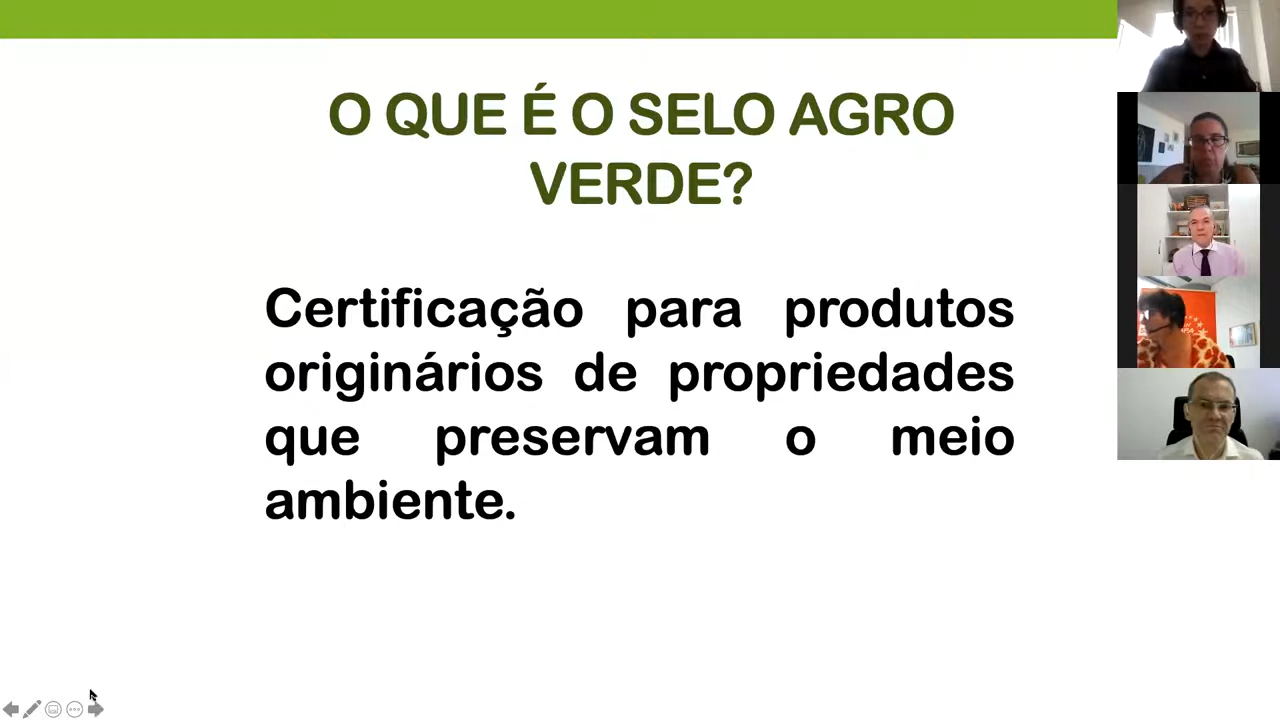 O QUE É O SELO AGRO
VERDE?
Certificação para produtos
originários de propriedades
que preservam o meio
ambiente.